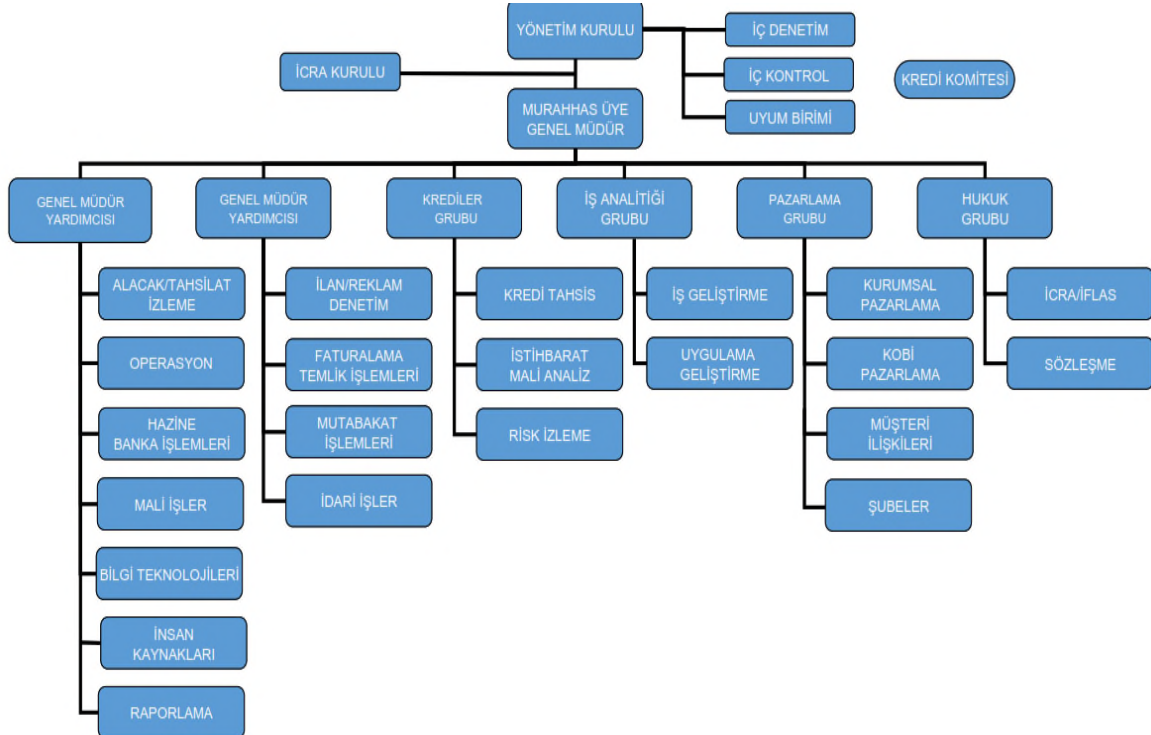 YÖNETİM KURULU
İÇ DENETİM
İCRA KURULU
İÇ KONTROL
KREDİ KOMİTESİ
MURAHHAS ÜYE
GENEL MÜDÜR
UYUM BİRİMİ
GENEL MÜDÜR
YARDIMCISI
GENEL MÜDÜR
YARDIMCISI
KREDİLER
GRUBU
İŞ ANALİTİĞİ
GRUBU
PAZARLAMA
GRUBU
HUKUK
GRUBU
ALACAK/TAHSİLAT
İZLEME
OPERASYON
HAZİNE
BANKA İŞLEMLERİ
MALİ İŞLER
BİLGİ TEKNOLOJİLERİ
İNSAN
KAYNAKLARI
RAPORLAMA
İLAN/REKLAM
DENETİM
FATURALAMA
TEMLİK İŞLEMLERİ
MUTABAKAT
İŞLEMLERİ
İDARİ İŞLER
KREDİ TAHSİS
İSTİHBARAT
MALİ ANALİZ
RİSK İZLEME
İŞ GELİŞTİRME
UYGULAMA
GELİŞTİRME
KURUMSAL
PAZARLAMA
KOBİ
PAZARLAMA
MÜŞTERİ
İLİŞKİLERİ
ŞUBELER
İCRA/İFLAS
SÖZLEŞME